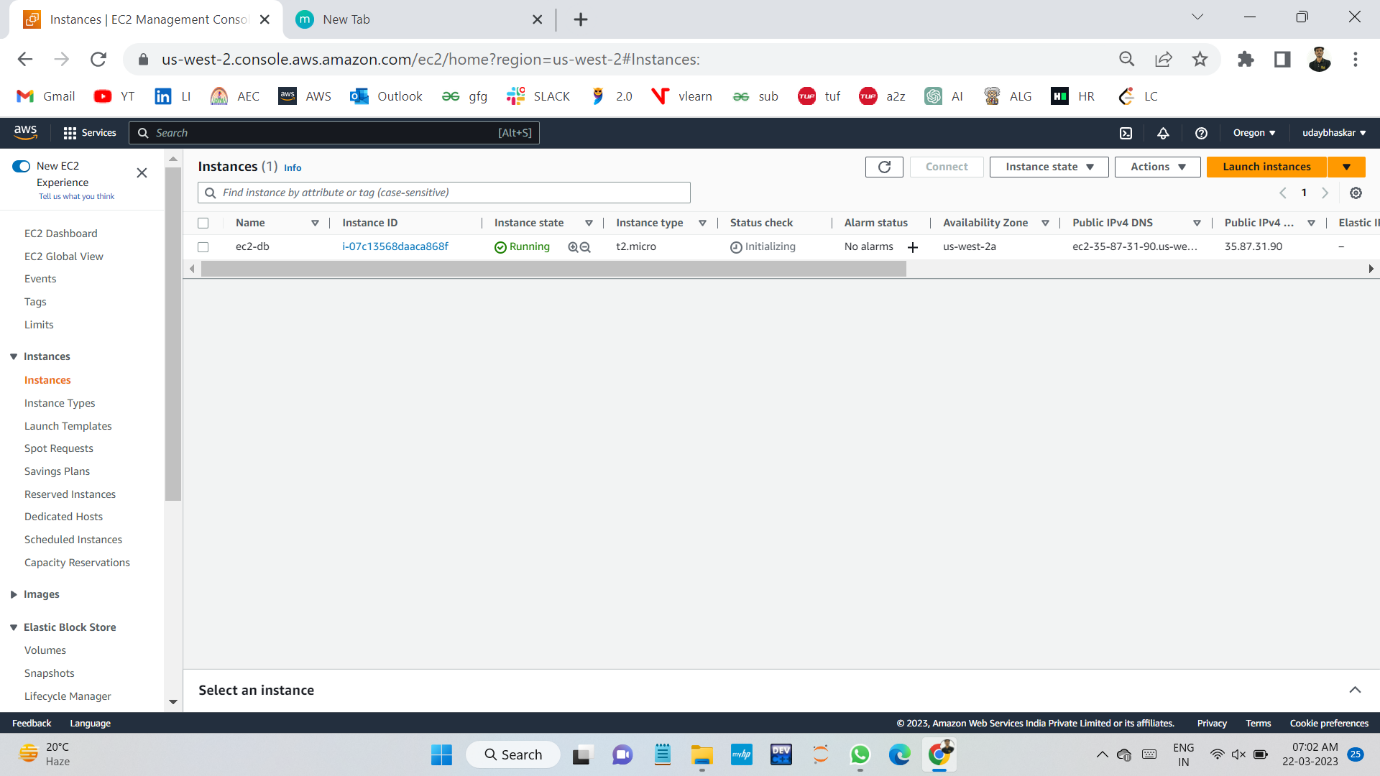 Instances | EC2 Management Conso
New Tab
us-west-2.console.aws.amazon.com/ec2/home?region=us-west-2#Instances:
Gmail YT LI AEC aws AWS Outlook gfg SLACK 2.0 vlearn sub TUF tuf TUF a2z AI ALG HR LC
aws Services Search [Alt+S] Oregon udaybhaskar
New EC2
Experience
Tell us what you think
EC2 Dashboard
EC2 Global View
Events
Tags
Limits
Instances
Instances
Instance Types
Launch Templates
Spot Requests
Savings Plans
Reserved Instances
Dedicated Hosts
Scheduled Instances
Capacity Reservations
Images
Elastic Block Store
Volumes
Snapshots
Lifecycle Manager
Instances (1) Info Connect Instance state Actions Launch instances
Find instance by attribute or tag (case-sensitive) 1
Name Instance ID Instance state Instance type Status check Alarm status Availability Zone Public IPv4 DNS Public IPv4 ... Elastic IP
ec2-db i-07c13568daaca868f Running t2.micro Initializing No alarms + us-west-2a ec2-35-87-31-90.us-we... 35.87.31.90 –
Select an instance
Feedback Language © 2023, Amazon Web Services India Private Limited or its affiliates. Privacy Terms Cookie preferences
20°C
Haze
Search
myhp
DEV
ENG
IN
07:02 AM
22-03-2023
25